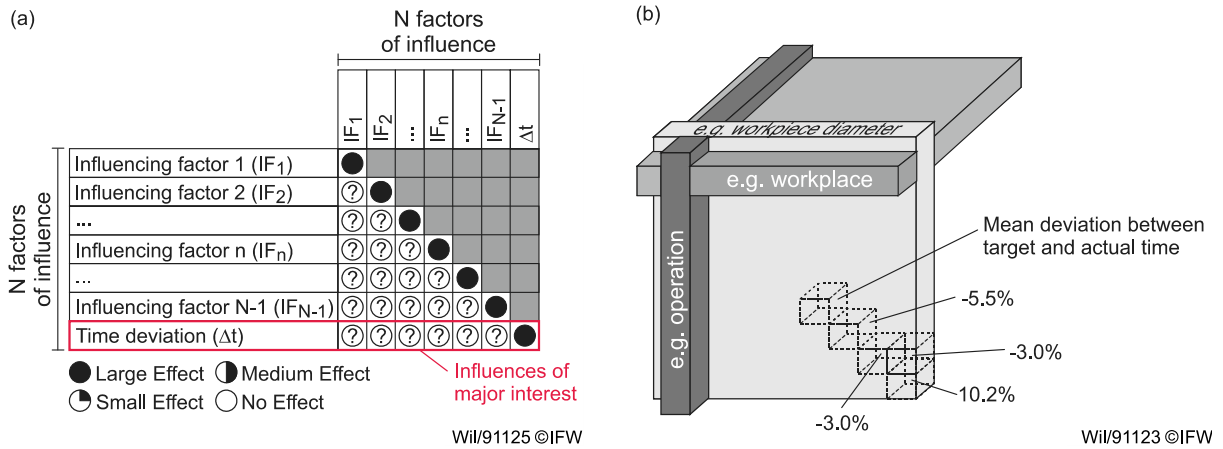 (a)
N factors
of influence
IF1
IF2
...
IFn
...
IFN-1
Δt
N factors
of influence
Influencing factor 1 (IF1)
?
Influencing factor 2 (IF2)
? ?
...
? ? ?
Influencing factor n (IFn)
? ? ? ?
...
? ? ? ? ?
Influencing factor N-1 (IFN-1)
? ? ? ? ? ?
Time deviation (Δt)
Large Effect
Medium Effect
Small Effect
No Effect
Influences of
major interest
Wil/91125 ©IFW
(b)
e.g. workpiece diameter
e.g. workplace
e.g. operation
Mean deviation between
target and actual time
-5.5%
-3.0%
10.2%
-3.0%
Wil/91123 ©IFW